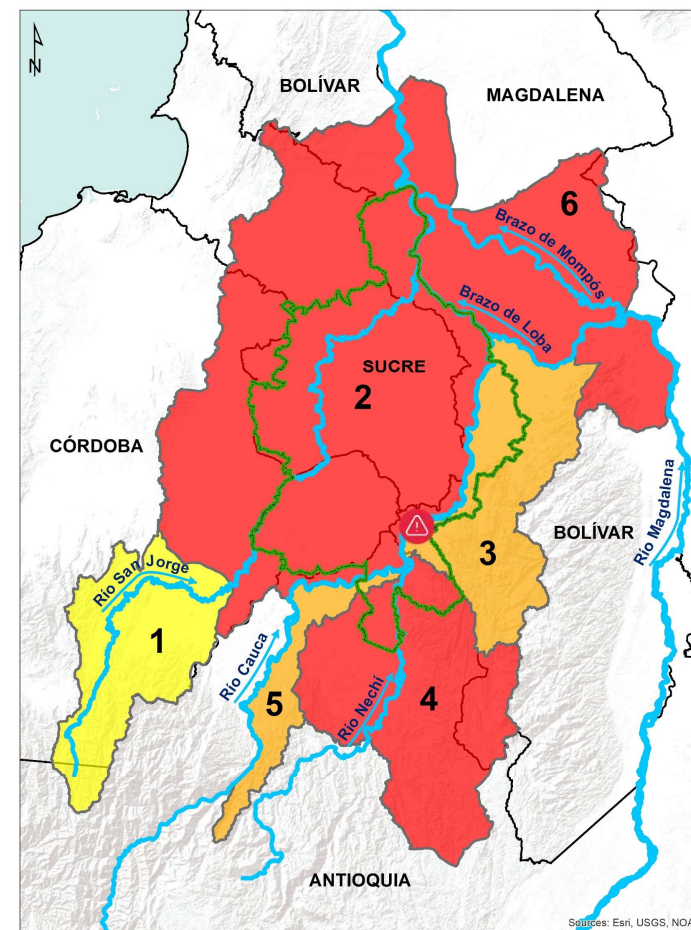 N
BOLÍVAR
MAGDALENA
6
Brazo de Mompós
Brazo de Loba
SUCRE
2
CÓRDOBA
BOLÍVAR
Río Magdalena
3
Río San Jorge
1
Río Cauca
5
Río Nechí
4
ANTIOQUIA
Sources: Esri, USGS, NOA